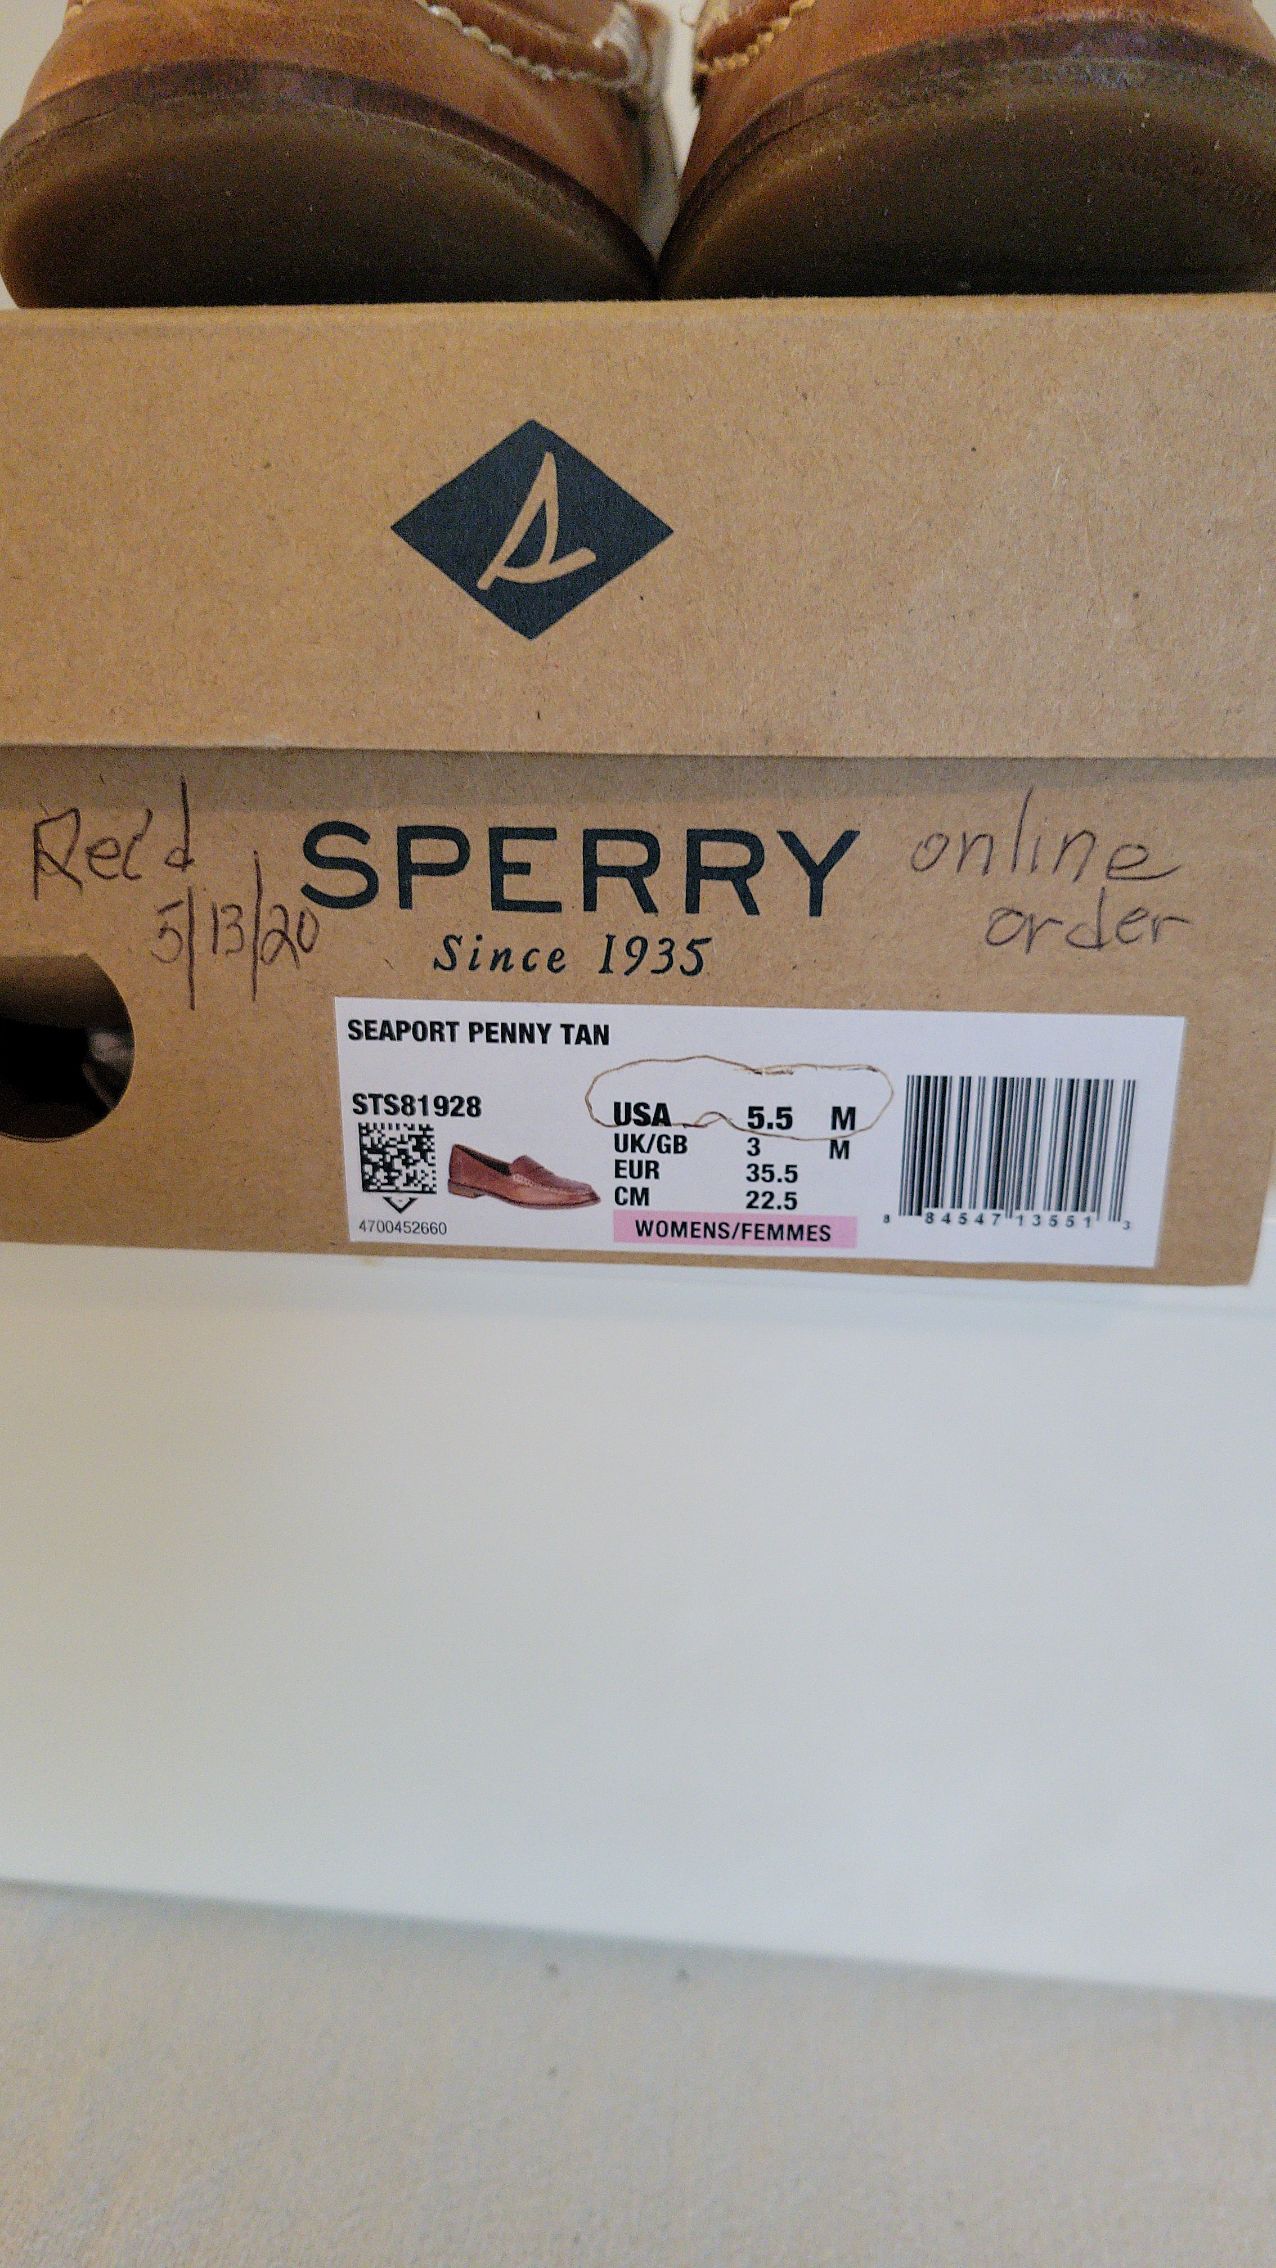 Rec'd
5/13/20
SPERRY
Since 1935
online
order
SEAPORT PENNY TAN
STS81928
4700452660
USA 5.5 M
UK/GB 3 M
EUR 35.5
CM 22.5
WOMENS/FEMMES
8 84547 13551 3